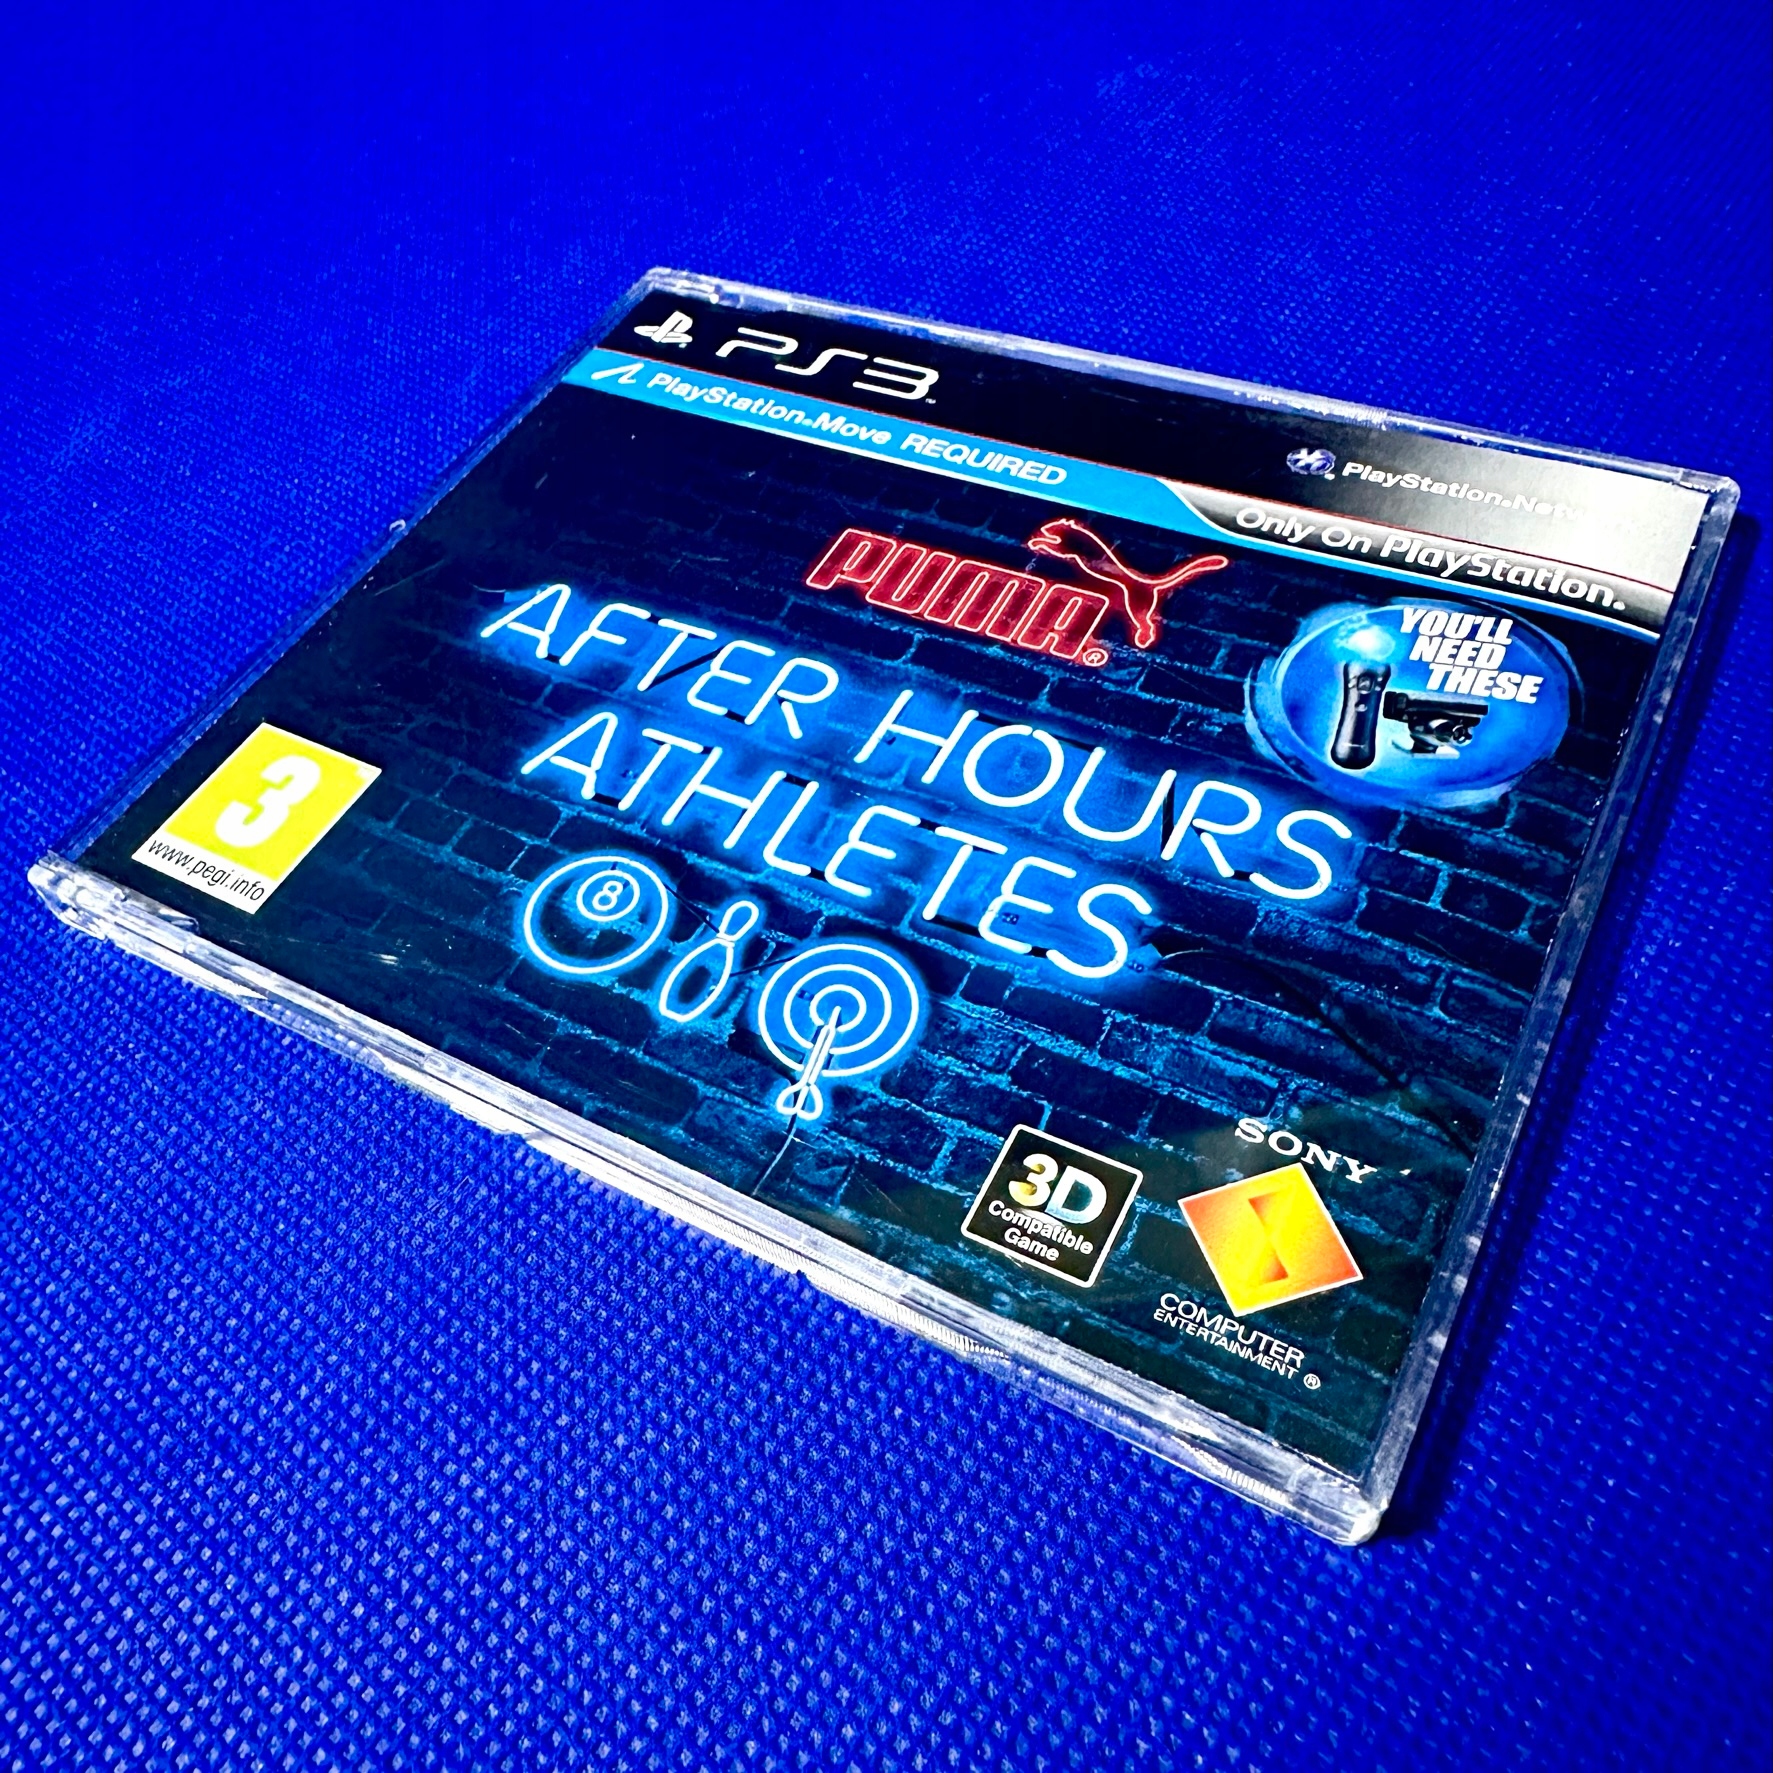 PS3
PlayStation.Move REQUIRED
PlayStation.Network
Only On PlayStation.
PUMA®
YOU'LL
NEED
THESE
AFTER HOURS
ATHLETES
3
www.pegi.info
8
3D
Compatible
Game
SONY
COMPUTER
ENTERTAINMENT ®